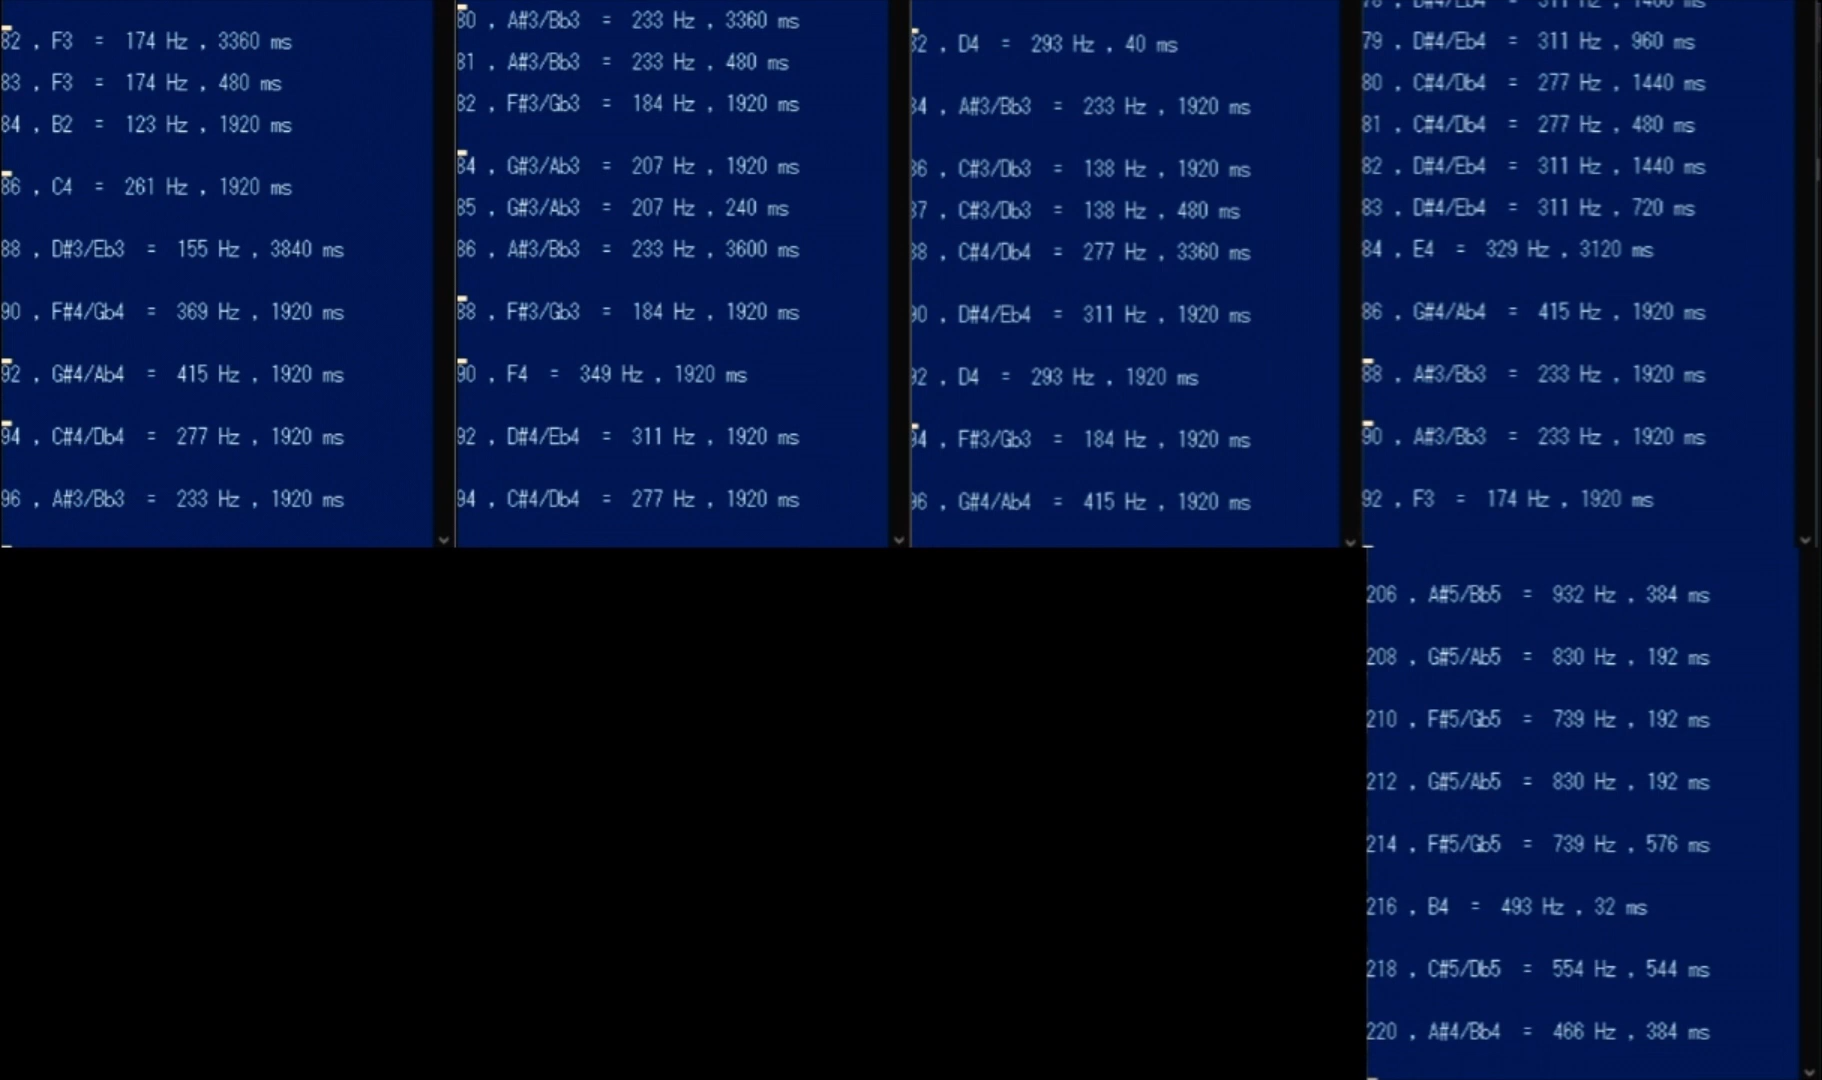 82 , F3 = 174 Hz , 3360 ms
83 , F3 = 174 Hz , 480 ms
84 , B2 = 123 Hz , 1920 ms
86 , C4 = 261 Hz , 1920 ms
88 , D#3/Eb3 = 155 Hz , 3840 ms
90 , F#4/Gb4 = 369 Hz , 1920 ms
92 , G#4/Ab4 = 415 Hz , 1920 ms
94 , C#4/Db4 = 277 Hz , 1920 ms
96 , A#3/Bb3 = 233 Hz , 1920 ms
80 , A#3/Bb3 = 233 Hz , 3360 ms
81 , A#3/Bb3 = 233 Hz , 480 ms
82 , F#3/Gb3 = 184 Hz , 1920 ms
84 , G#3/Ab3 = 207 Hz , 1920 ms
85 , G#3/Ab3 = 207 Hz , 240 ms
86 , A#3/Bb3 = 233 Hz , 3600 ms
88 , F#3/Gb3 = 184 Hz , 1920 ms
90 , F4 = 349 Hz , 1920 ms
92 , D#4/Eb4 = 311 Hz , 1920 ms
94 , C#4/Db4 = 277 Hz , 1920 ms
82 , D4 = 293 Hz , 40 ms
84 , A#3/Bb3 = 233 Hz , 1920 ms
86 , C#3/Db3 = 138 Hz , 1920 ms
87 , C#3/Db3 = 138 Hz , 480 ms
88 , C#4/Db4 = 277 Hz , 3360 ms
90 , D#4/Eb4 = 311 Hz , 1920 ms
92 , D4 = 293 Hz , 1920 ms
94 , F#3/Gb3 = 184 Hz , 1920 ms
96 , G#4/Ab4 = 415 Hz , 1920 ms
79 , D#4/Eb4 = 311 Hz , 960 ms
80 , C#4/Db4 = 277 Hz , 1440 ms
81 , C#4/Db4 = 277 Hz , 480 ms
82 , D#4/Eb4 = 311 Hz , 1440 ms
83 , D#4/Eb4 = 311 Hz , 720 ms
84 , E4 = 329 Hz , 3120 ms
86 , G#4/Ab4 = 415 Hz , 1920 ms
88 , A#3/Bb3 = 233 Hz , 1920 ms
90 , A#3/Bb3 = 233 Hz , 1920 ms
92 , F3 = 174 Hz , 1920 ms
206 , A#5/Bb5 = 932 Hz , 384 ms
208 , G#5/Ab5 = 830 Hz , 192 ms
210 , F#5/Gb5 = 739 Hz , 192 ms
212 , G#5/Ab5 = 830 Hz , 192 ms
214 , F#5/Gb5 = 739 Hz , 576 ms
216 , B4 = 493 Hz , 32 ms
218 , C#5/Db5 = 554 Hz , 544 ms
220 , A#4/Bb4 = 466 Hz , 384 ms